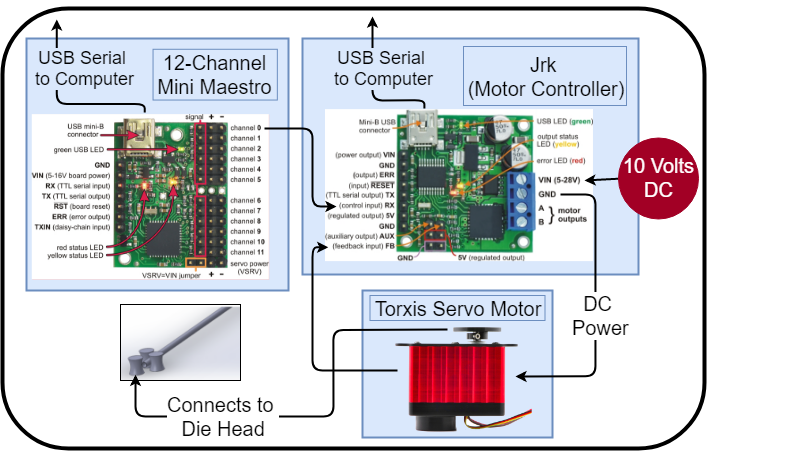 USB Serial
to Computer
12-Channel
Mini Maestro
USB mini-B
connector
green USB LED
GND
VIN (5-16V board power)
RX (TTL serial input)
TX (TTL serial output)
RST (board reset)
ERR (error output)
TXIN (daisy-chain input)
red status LED
yellow status LED
signal + −
channel 0
channel 1
channel 2
channel 3
channel 4
channel 5
channel 6
channel 7
channel 8
channel 9
channel 10
channel 11
servo power
(VSRV)
VSRV=VIN jumper
+ −
USB Serial
to Computer
Jrk
(Motor Controller)
Mini-B USB
connector
(power output) VIN
GND
(output) ERR
(input) RESET
(TTL serial output) TX
(control input) RX
(regulated output) 5V
GND
(auxiliary output) AUX
(feedback input) FB
GND
5V (regulated output)
USB LED (green)
output status
LED (yellow)
error LED (red)
VIN (5-28V)
GND
A
B
motor
outputs
10 Volts
DC
DC
Power
Torxis Servo Motor
Connects to
Die Head